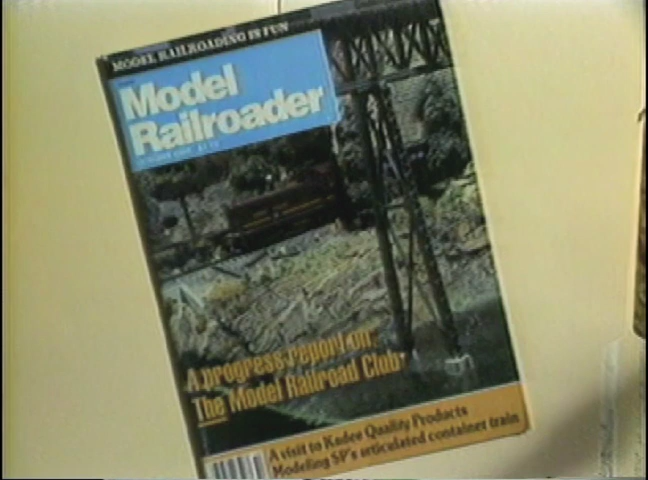 MODEL RAILROADING IS FUN
Model
Railroader
A progress report on:
The Model Railroad Club
A visit to Kadee Quality Products
Modeling SP's articulated container train